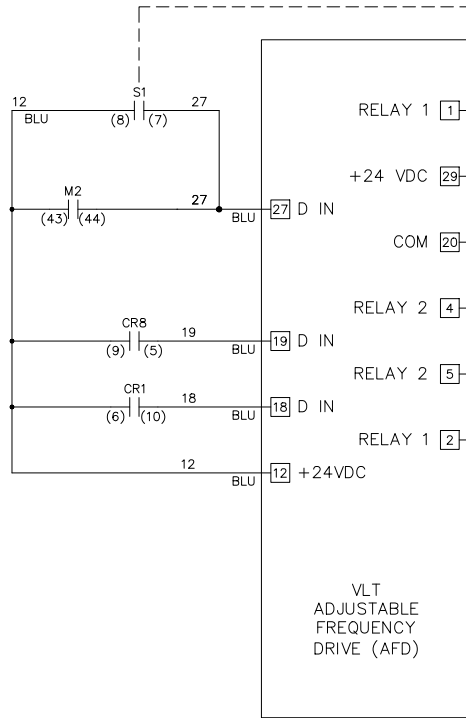 S1
12 27
BLU (8) (7)
RELAY 1 1
+24 VDC 29
M2
(43) (44) 27
BLU 27 D IN
COM 20
RELAY 2 4
CR8
19
(9) (5) BLU 19 D IN
RELAY 2 5
CR1
18
(6) (10) BLU 18 D IN
RELAY 1 2
12
BLU 12 +24VDC
VLT
ADJUSTABLE
FREQUENCY
DRIVE (AFD)